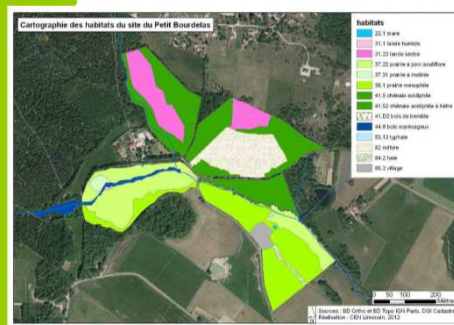 Cartographie des habitats du site du Petit Bourdelas
habitats
22.1 mare
31.1 lande humide
31.23 lande sèche
37.22 prairie à jonc acutiflore
37.31 prairie à molinie
38.1 prairie mésophile
41.5 chênaie acidiphile
41.52 chênaie acidiphile à hêtre
41.D2 bois de tremble
44.9 bois marécageux
53.13 typhaie
82 culture
84.2 haie
86.2 village
0 50 100 200
Mètres
Sources : BD Ortho et BD Topo IGN Paris, DGI Cadastre
Réalisation : CEN Limousin, 2012